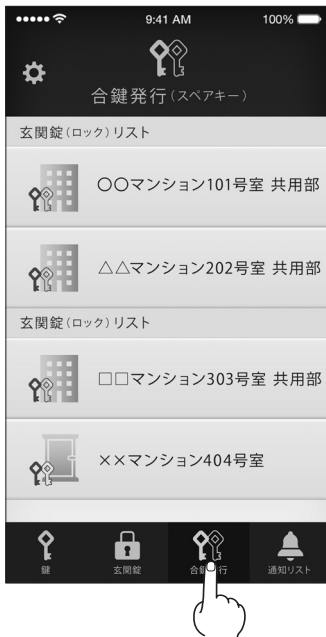 9:41 AM 100%
合鍵発行(スペアキー)
玄関錠(ロック)リスト
〇〇マンション101号室 共用部
△△マンション202号室 共用部
玄関錠(ロック)リスト
□□マンション303号室 共用部
××マンション404号室
鍵 玄関錠 合鍵発行 通知リスト